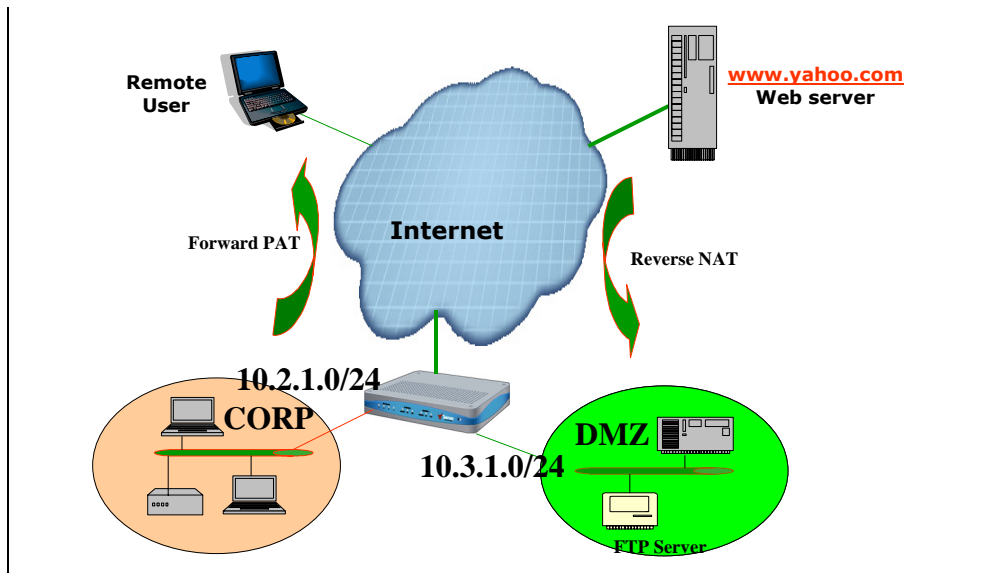 Remote
User
www.yahoo.com
Web server
Internet
Forward PAT
Reverse NAT
10.2.1.0/24
CORP
DMZ
10.3.1.0/24
FTP Server